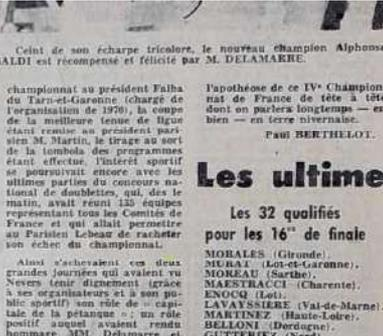 Ceint de son écharpe tricolore, le nouveau champion Alphons
ALDI est récompensé et félicité par M. DELAMARRE.
championnat au président Falba
du Tarn-et-Garonne (chargé de
l'organisation de 1970), la coupe
de la meilleure tenue de ligue
étant remise au président pari-
sien M. Martin, le tirage au sort
de la tombola des programmes
étant effectué, l'intérêt sportif
se poursuivait encore avec les
ultimes parties du concours na-
tional de doublettes, qui, dès le
matin, avait réuni 135 équipes
représentant tous les Comités de
France et qui allait permettre
au Parisien Lebeau de racheter
son échec du championnat.
Ainsi s'achevaient ces deux
grandes journées qui avaient vu
Nevers tenir dignement (grâce
à ses organisateurs et à son pu-
blic sportif) son rôle de « capi-
tale de la pétanque » ; un rôle
positif auquel avaient rendu
hommage MM. Delmarre et
l'apothéose de ce IVe Champion
nat de France de tête à tête
dont on parlera longtemps — et
bien — en terre nivernaise.
Paul BERTHELOT.
Les ultime
Les 32 qualifiés
pour les 16es de finale
MORALES (Gironde).
MURAT (Lot-et-Garonne).
MOREAU (Sarthe).
MAESTRACCI (Charente).
ENOCQ (Lot).
LAVAYSSIERE (Val-de-Marne)
MARTINEZ (Haute-Loire).
BELLONI (Dordogne).